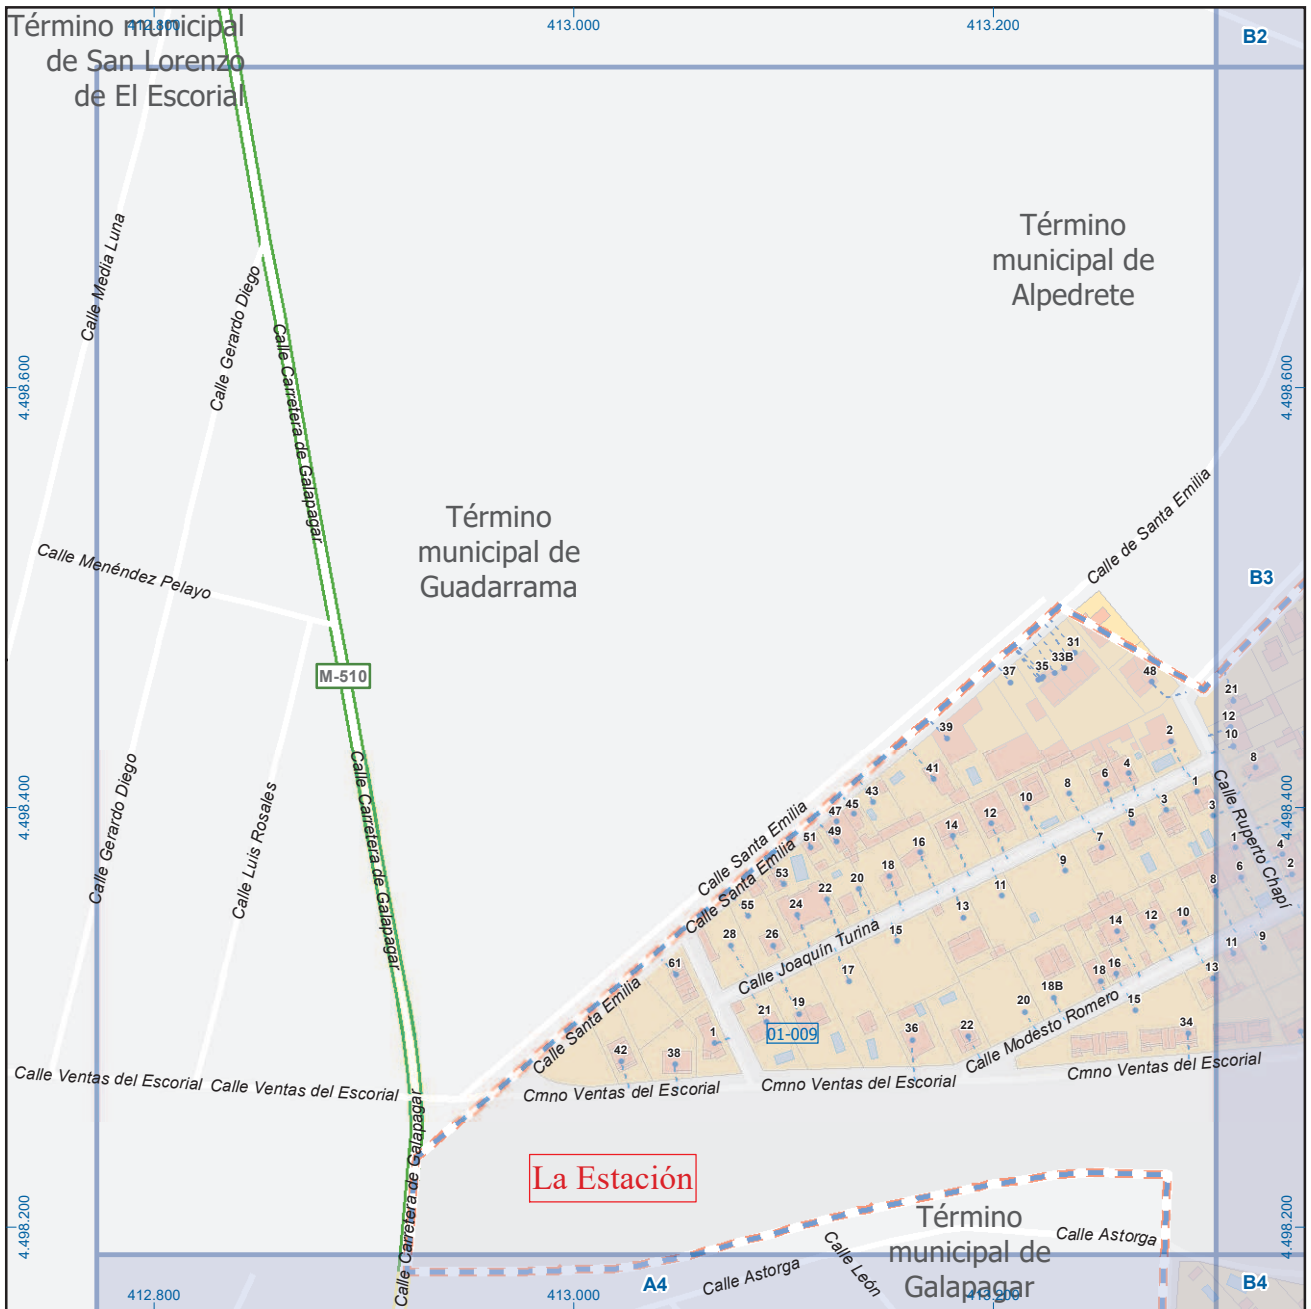 412.800
413.000
413.200
B2
Término municipal
de San Lorenzo
de El Escorial
Calle Media Luna
Calle Gerardo Diego
Calle Carretera de Galapagar
Término
municipal de
Alpedrete
4.498.600
4.498.600
Calle de Santa Emilia
Término
municipal de
Guadarrama
Calle Menéndez Pelayo
B3
M-510
31
33B
35
37
48
21
12
10
8
39
2
41
43
45
47
49
51
4
6
8
10
12
14
16
18
20
22
24
53
55
28
26
1
3
3
5
7
9
11
13
15
17
19
21
1
4
2
6
8
9
11
13
10
12
14
16
18
18B
20
22
15
34
36
61
42
38
1
4.498.400
4.498.400
Calle Ruperto Chapí
Calle Gerardo Diego
Calle Luis Rosales
Calle Carretera de Galapagar
Calle Santa Emilia
Calle Santa Emilia
Calle Joaquín Turina
Calle Santa Emilia
01-009
Calle Modesto Romero
Calle Ventas del Escorial
Calle Ventas del Escorial
Cmno Ventas del Escorial
Cmno Ventas del Escorial
Cmno Ventas del Escorial
Calle Carretera de Galapagar
La Estación
4.498.200
4.498.200
Término
municipal de
Galapagar
Calle Astorga
Calle León
Calle Astorga
A4
B4
412.800
413.000
413.200